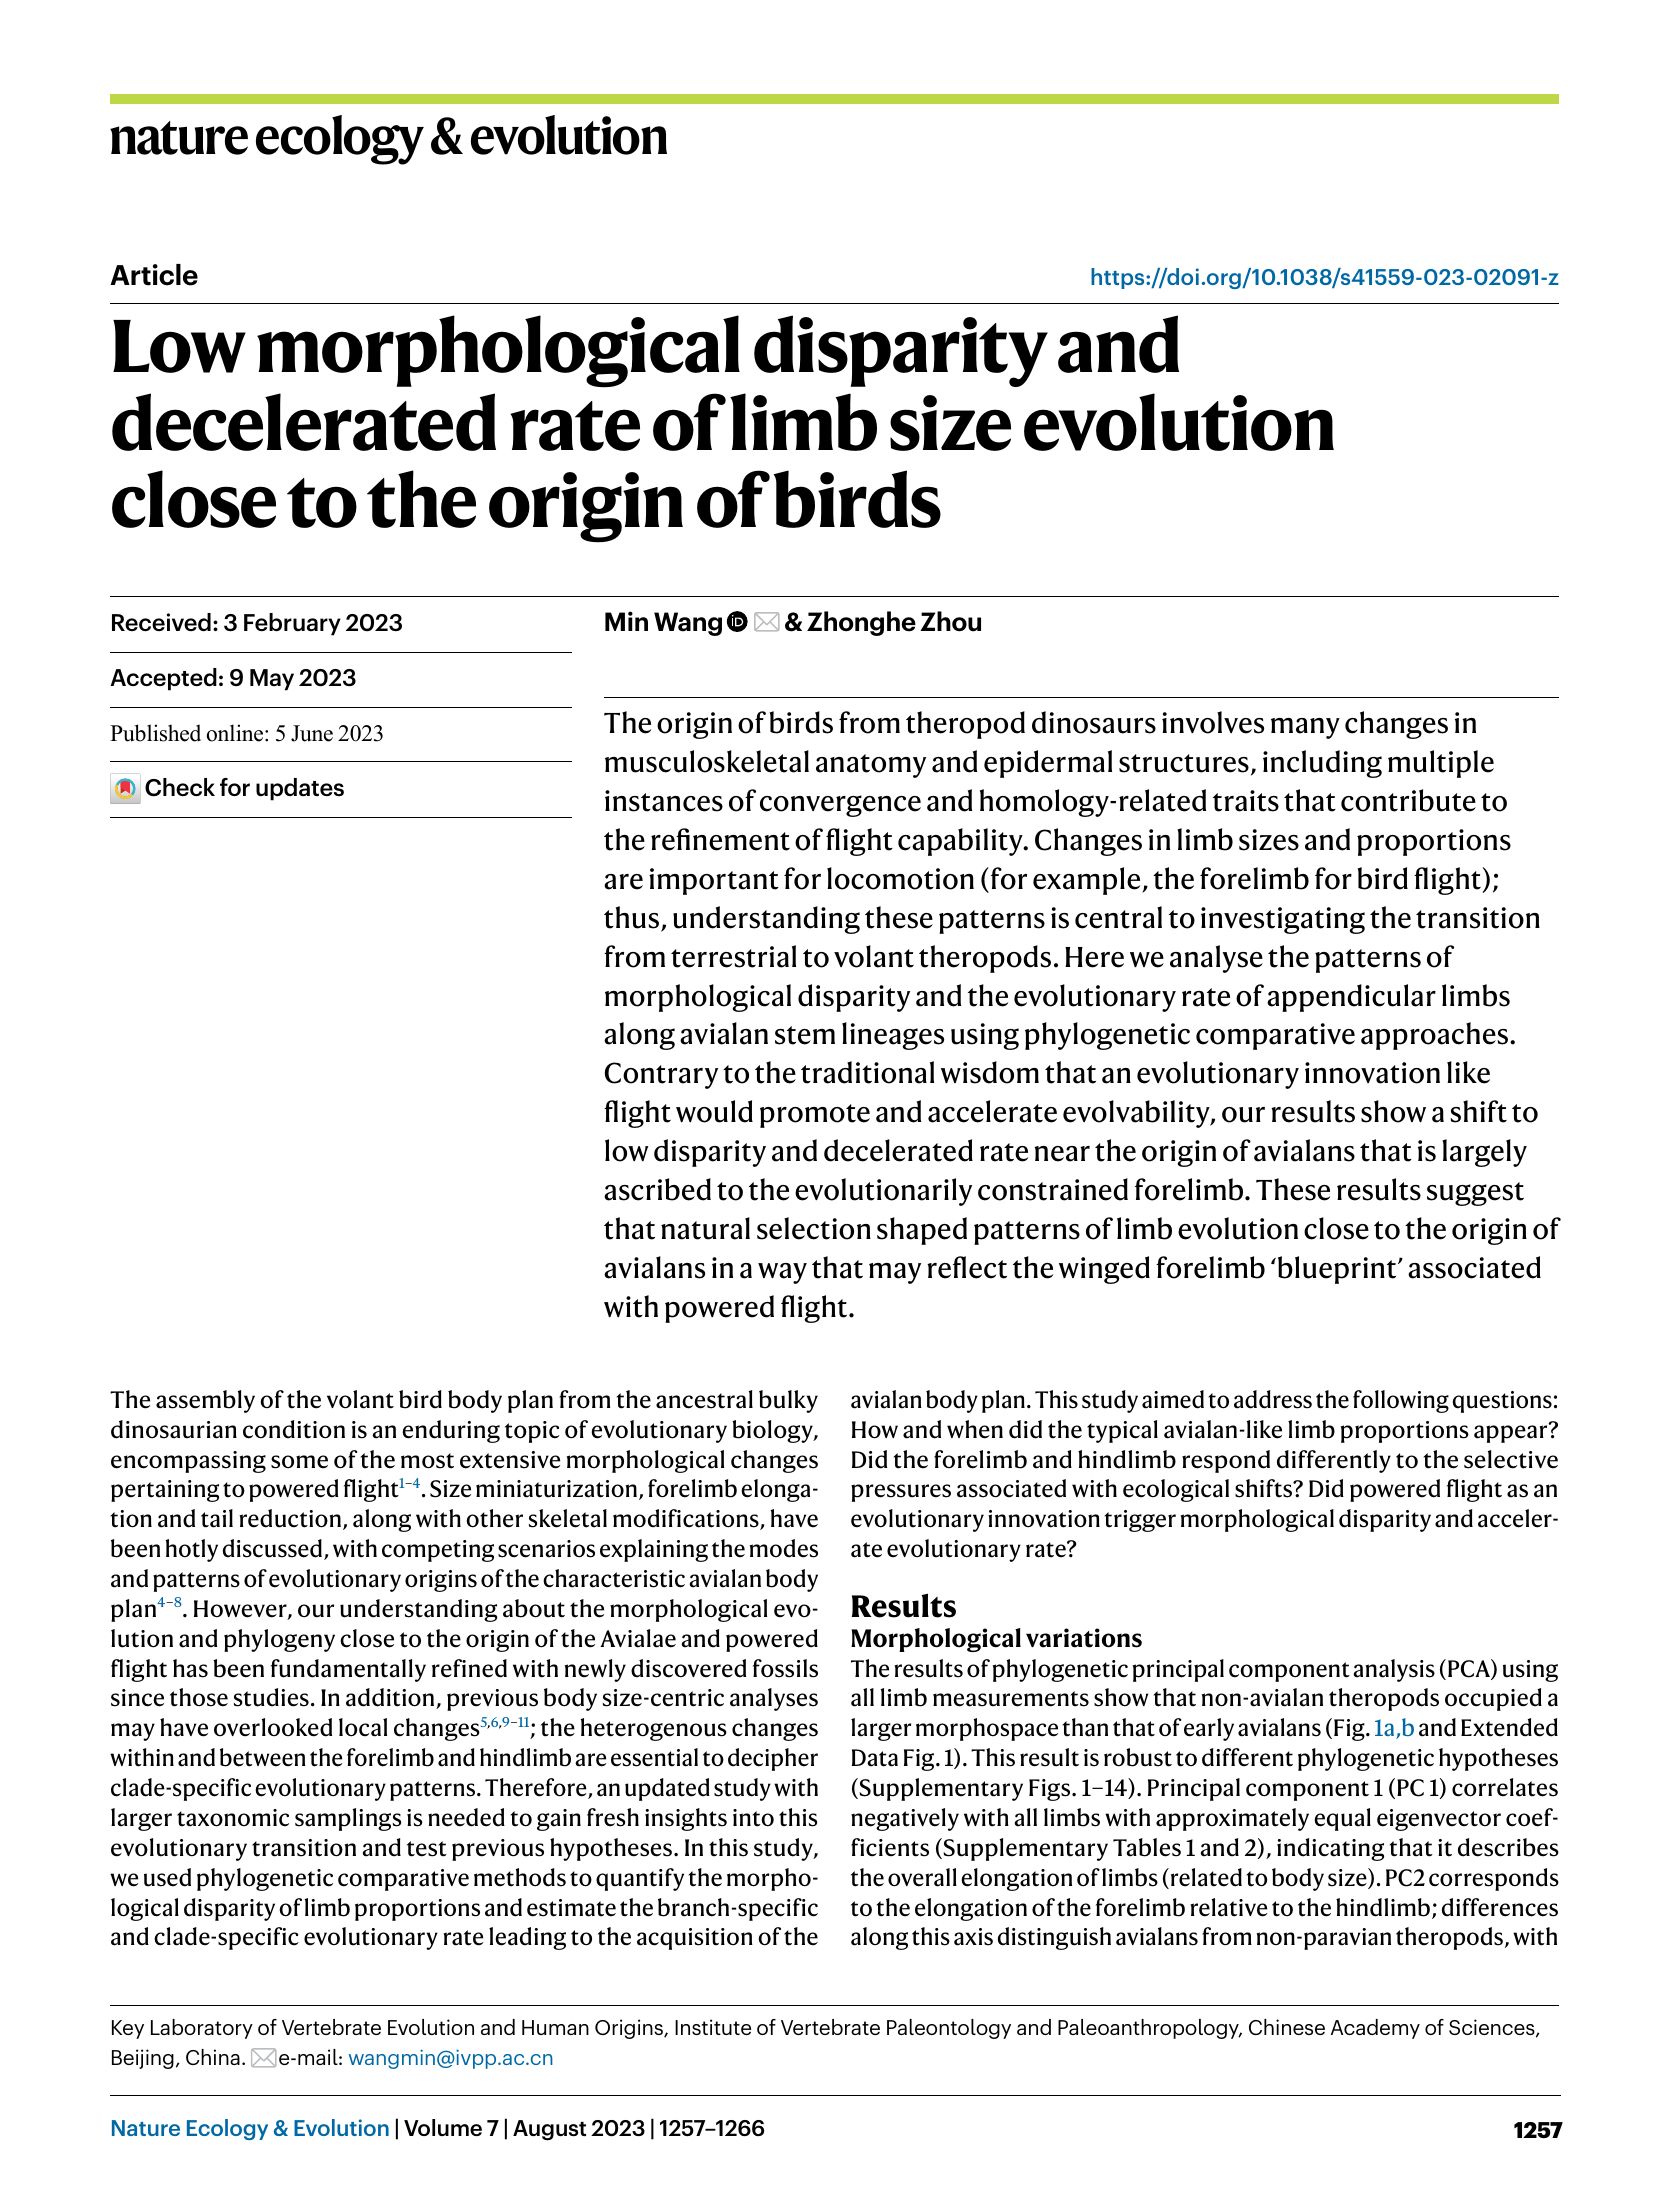 nature ecology & evolution
Article
https://doi.org/10.1038/s41559-023-02091-z
Low morphological disparity and
decelerated rate of limb size evolution
close to the origin of birds
Received: 3 February 2023
Accepted: 9 May 2023
Published online: 5 June 2023
Check for updates
Min Wang & Zhonghe Zhou
The origin of birds from theropod dinosaurs involves many changes in
musculoskeletal anatomy and epidermal structures, including multiple
instances of convergence and homology-related traits that contribute to
the refinement of flight capability. Changes in limb sizes and proportions
are important for locomotion (for example, the forelimb for bird flight);
thus, understanding these patterns is central to investigating the transition
from terrestrial to volant theropods. Here we analyse the patterns of
morphological disparity and the evolutionary rate of appendicular limbs
along avialan stem lineages using phylogenetic comparative approaches.
Contrary to the traditional wisdom that an evolutionary innovation like
flight would promote and accelerate evolvability, our results show a shift to
low disparity and decelerated rate near the origin of avialans that is largely
ascribed to the evolutionarily constrained forelimb. These results suggest
that natural selection shaped patterns of limb evolution close to the origin of
avialans in a way that may reflect the winged forelimb ‘blueprint’ associated
with powered flight.
The assembly of the volant bird body plan from the ancestral bulky
dinosaurian condition is an enduring topic of evolutionary biology,
encompassing some of the most extensive morphological changes
pertaining to powered flight1–4. Size miniaturization, forelimb elonga-
tion and tail reduction, along with other skeletal modifications, have
been hotly discussed, with competing scenarios explaining the modes
and patterns of evolutionary origins of the characteristic avialan body
plan4–8. However, our understanding about the morphological evo-
lution and phylogeny close to the origin of the Avialae and powered
flight has been fundamentally refined with newly discovered fossils
since those studies. In addition, previous body size-centric analyses
may have overlooked local changes5,6,9–11; the heterogenous changes
within and between the forelimb and hindlimb are essential to decipher
clade-specific evolutionary patterns. Therefore, an updated study with
larger taxonomic samplings is needed to gain fresh insights into this
evolutionary transition and test previous hypotheses. In this study,
we used phylogenetic comparative methods to quantify the morpho-
logical disparity of limb proportions and estimate the branch-specific
and clade-specific evolutionary rate leading to the acquisition of the
avialan body plan. This study aimed to address the following questions:
How and when did the typical avialan-like limb proportions appear?
Did the forelimb and hindlimb respond differently to the selective
pressures associated with ecological shifts? Did powered flight as an
evolutionary innovation trigger morphological disparity and acceler-
ate evolutionary rate?
Results
Morphological variations
The results of phylogenetic principal component analysis (PCA) using
all limb measurements show that non-avialan theropods occupied a
larger morphospace than that of early avialans (Fig. 1a,b and Extended
Data Fig. 1). This result is robust to different phylogenetic hypotheses
(Supplementary Figs. 1–14). Principal component 1 (PC 1) correlates
negatively with all limbs with approximately equal eigenvector coef-
ficients (Supplementary Tables 1 and 2), indicating that it describes
the overall elongation of limbs (related to body size). PC2 corresponds
to the elongation of the forelimb relative to the hindlimb; differences
along this axis distinguish avialans from non-paravian theropods, with
Key Laboratory of Vertebrate Evolution and Human Origins, Institute of Vertebrate Paleontology and Paleoanthropology, Chinese Academy of Sciences,
Beijing, China. e-mail: wangmin@ivpp.ac.cn
Nature Ecology & Evolution | Volume 7 | August 2023 | 1257–1266
1257